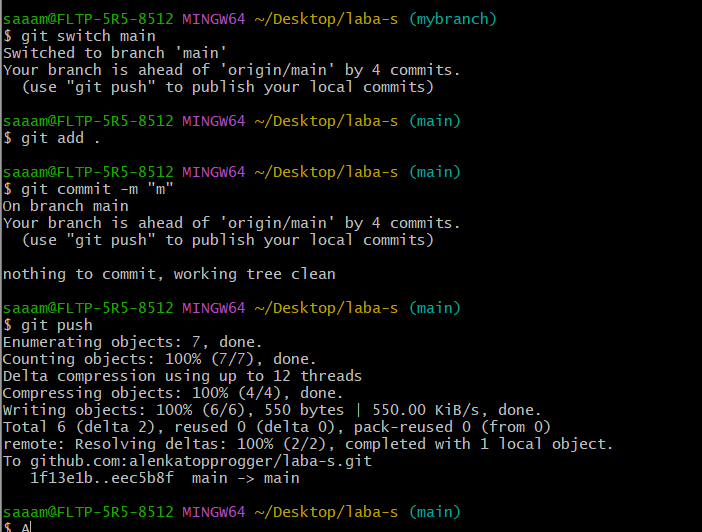 saaam@FLTP-5R5-8512 MINGW64 ~/Desktop/laba-s (mybranch)
$ git switch main
Switched to branch 'main'
Your branch is ahead of 'origin/main' by 4 commits.
  (use "git push" to publish your local commits)

saaam@FLTP-5R5-8512 MINGW64 ~/Desktop/laba-s (main)
$ git add .

saaam@FLTP-5R5-8512 MINGW64 ~/Desktop/laba-s (main)
$ git commit -m "m"
On branch main
Your branch is ahead of 'origin/main' by 4 commits.
  (use "git push" to publish your local commits)

nothing to commit, working tree clean

saaam@FLTP-5R5-8512 MINGW64 ~/Desktop/laba-s (main)
$ git push
Enumerating objects: 7, done.
Counting objects: 100% (7/7), done.
Delta compression using up to 12 threads
Compressing objects: 100% (4/4), done.
Writing objects: 100% (6/6), 550 bytes | 550.00 KiB/s, done.
Total 6 (delta 2), reused 0 (delta 0), pack-reused 0 (from 0)
remote: Resolving deltas: 100% (2/2), completed with 1 local object.
To github.com:alenkatopprogger/laba-s.git
   1f13e1b..eec5b8f  main -> main

saaam@FLTP-5R5-8512 MINGW64 ~/Desktop/laba-s (main)
$ A